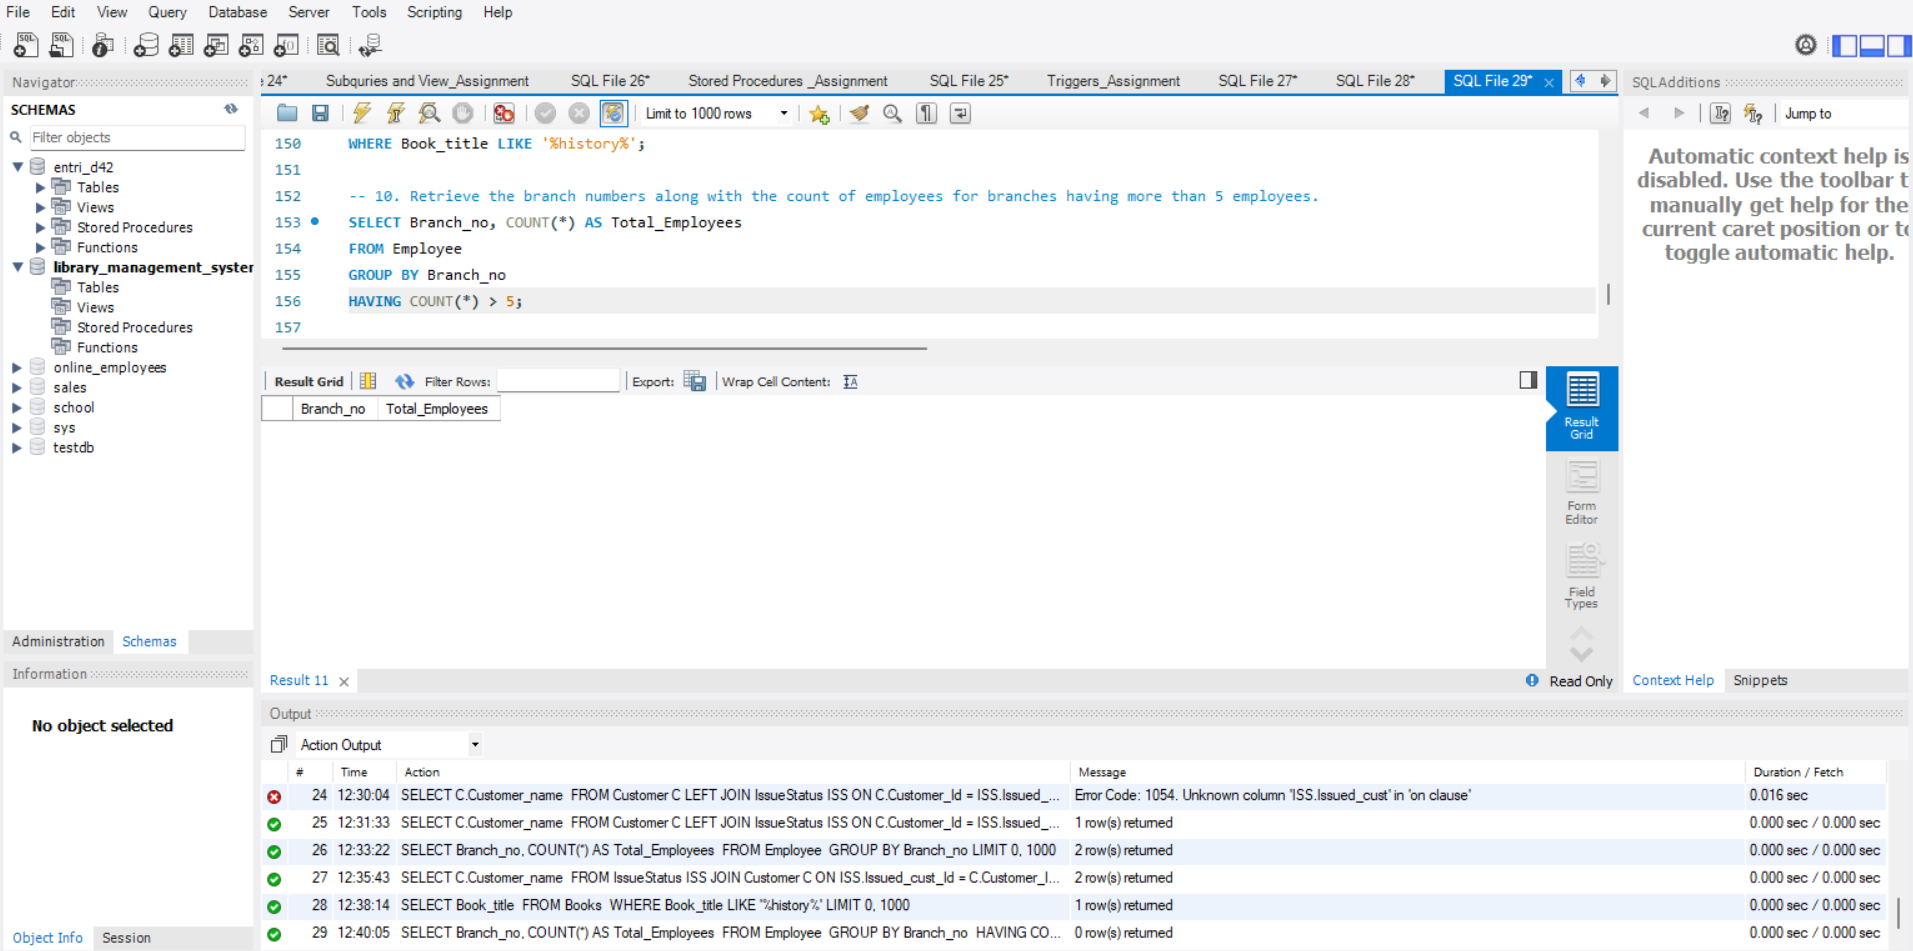 File Edit View Query Database Server Tools Scripting Help
Navigator
SCHEMAS
Filter objects
entri_d42
Tables
Views
Stored Procedures
Functions
library_management_syster
Tables
Views
Stored Procedures
Functions
online_employees
sales
school
sys
testdb
Administration Schemas
Information
No object selected
Object Info Session
24* Subquries and View_Assignment SQL File 26* Stored Procedures _Assignment SQL File 25* Triggers_Assignment SQL File 27* SQL File 28* SQL File 29*
Limit to 1000 rows
150 WHERE Book_title LIKE '%history%';
151
152 -- 10. Retrieve the branch numbers along with the count of employees for branches having more than 5 employees.
153 SELECT Branch_no, COUNT(*) AS Total_Employees
154 FROM Employee
155 GROUP BY Branch_no
156 HAVING COUNT(*) > 5;
157
Result Grid Filter Rows: Export: Wrap Cell Content:
Branch_no Total_Employees
Result
Grid
Form
Editor
Field
Types
Result 11 Read Only
SQLAdditions
Jump to
Automatic context help is
disabled. Use the toolbar t
manually get help for the
current caret position or to
toggle automatic help.
Context Help Snippets
Output
Action Output
# Time Action Message Duration / Fetch
24 12:30:04 SELECT C.Customer_name FROM Customer C LEFT JOIN IssueStatus ISS ON C.Customer_Id = ISS.Issued_... Error Code: 1054. Unknown column 'ISS.Issued_cust' in 'on clause' 0.016 sec
25 12:31:33 SELECT C.Customer_name FROM Customer C LEFT JOIN IssueStatus ISS ON C.Customer_Id = ISS.Issued_... 1 row(s) returned 0.000 sec / 0.000 sec
26 12:33:22 SELECT Branch_no, COUNT(*) AS Total_Employees FROM Employee GROUP BY Branch_no LIMIT 0, 1000 2 row(s) returned 0.000 sec / 0.000 sec
27 12:35:43 SELECT C.Customer_name FROM IssueStatus ISS JOIN Customer C ON ISS.Issued_cust_Id = C.Customer_I... 2 row(s) returned 0.000 sec / 0.000 sec
28 12:38:14 SELECT Book_title FROM Books WHERE Book_title LIKE '%history%' LIMIT 0, 1000 1 row(s) returned 0.000 sec / 0.000 sec
29 12:40:05 SELECT Branch_no, COUNT(*) AS Total_Employees FROM Employee GROUP BY Branch_no HAVING CO... 0 row(s) returned 0.000 sec / 0.000 sec